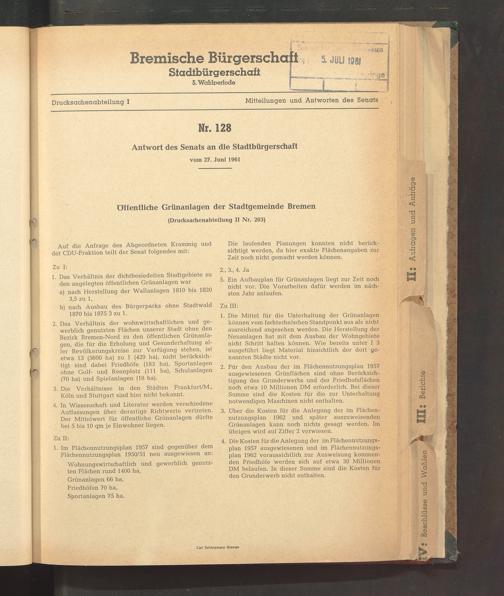 Bremische Bürgerschaft
Stadtbürgerschaft
5. Wahlperiode
5. JULI 1961
Drucksachenabteilung I
Mitteilungen und Antworten des Senats
Nr. 128
Antwort des Senats an die Stadtbürgerschaft
vom 27. Juni 1961
Öffentliche Grünanlagen der Stadtgemeinde Bremen
(Drucksachenabteilung II Nr. 203)
Auf die Anfrage des Abgeordneten Krammig und
der CDU-Fraktion teilt der Senat folgendes mit:
Zu I:
1. Das Verhältnis der dichtbesiedelten Stadtgebiete zu
den angelegten öffentlichen Grünanlagen war
a) nach Herstellung der Wallanlagen 1810 bis 1820
3,5 zu 1,
b) nach Ausbau des Bürgerparks ohne Stadtwald
1870 bis 1875 3 zu 1.
2. Das Verhältnis der wohnwirtschaftlichen und ge-
werblich genutzten Flächen unserer Stadt ohne den
Bezirk Bremen-Nord zu den öffentlichen Grünanla-
gen, die für die Erholung und Gesunderhaltung al-
ler Bevölkerungskreise zur Verfügung stehen, ist
etwa 13 (5600 ha) zu 1 (429 ha), nicht berücksich-
tigt sind dabei Friedhöfe (183 ha), Sportanlagen
ohne Golf- und Rennplatz (111 ha), Schulanlagen
(70 ha) und Spielanlagen (18 ha).
3. Die Verhältnisse in den Städten Frankfurt/M.,
Köln und Stuttgart sind hier nicht bekannt.
4. In Wissenschaft und Literatur werden verschiedene
Auffassungen über derartige Richtwerte vertreten.
Der Mittelwert für öffentliche Grünanlagen dürfte
bei 5 bis 10 qm je Einwohner liegen.
Zu II:
1. Im Flächennutzungsplan 1957 sind gegenüber dem
Flächennutzungsplan 1950/51 neu ausgewiesen an:
Wohnungswirtschaftlich und gewerblich genutz-
ten Flächen rund 1400 ha,
Grünanlagen 66 ha,
Friedhöfen 70 ha,
Sportanlagen 75 ha.
Die laufenden Planungen konnten nicht berück-
sichtigt werden, da hier exakte Flächenangaben zur
Zeit noch nicht gemacht werden können.
2., 3., 4. Ja
5. Ein Aufbauplan für Grünanlagen liegt zur Zeit noch
nicht vor. Die Vorarbeiten dafür werden im näch-
sten Jahr anlaufen.
Zu III:
1. Die Mittel für die Unterhaltung der Grünanlagen
können vom fachtechnischen Standpunkt aus als nicht
ausreichend angesehen werden. Die Herstellung der
Neuanlagen hat mit dem Ausbau der Wohngebiete
nicht Schritt halten können. Wie bereits unter I 3
ausgeführt liegt Material hinsichtlich der dort ge-
nannten Städte nicht vor.
2. Für den Ausbau der im Flächennutzungsplan 1957
ausgewiesenen Grünflächen sind ohne Berücksich-
tigung des Grunderwerbs und der Friedhofsflächen
noch etwa 10 Millionen DM erforderlich. Bei dieser
Summe sind die Kosten für die zur Unterhaltung
notwendigen Maschinen nicht enthalten.
3. Über die Kosten für die Anlegung der im Flächen-
nutzungsplan 1962 und später auszuweisenden
Grünanlagen kann noch nichts gesagt werden. Im
übrigen wird auf Ziffer 2 verwiesen.
4. Die Kosten für die Anlegung der im Flächennutzungs-
plan 1957 ausgewiesenen und im Flächennutzungs-
plan 1962 voraussichtlich zur Ausweisung kommen-
den Friedhöfe werden sich auf etwa 30 Millionen
DM belaufen. In dieser Summe sind die Kosten für
den Grunderwerb nicht enthalten.
Carl Schünemann Bremen
II: Anfragen und Anträge
III: Berichte
IV: Beschlüsse und Wahlen